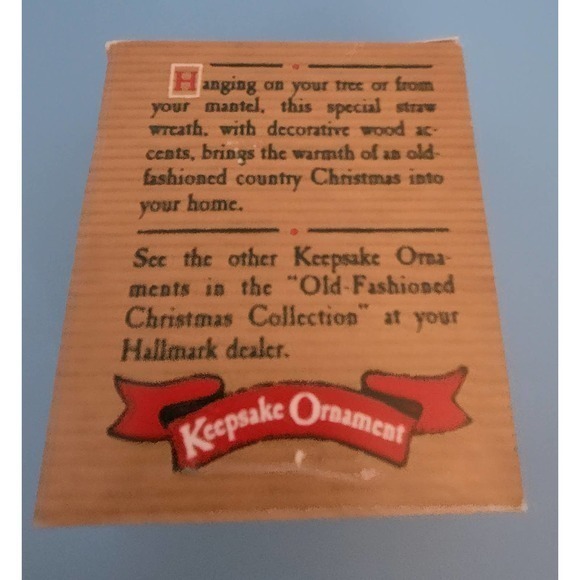 Hanging on your tree or from
your mantel, this special straw
wreath, with decorative wood ac-
cents, brings the warmth of an old-
fashioned country Christmas into
your home.
See the other Keepsake Orna-
ments in the "Old-Fashioned
Christmas Collection" at your
Hallmark dealer.
Keepsake Ornament